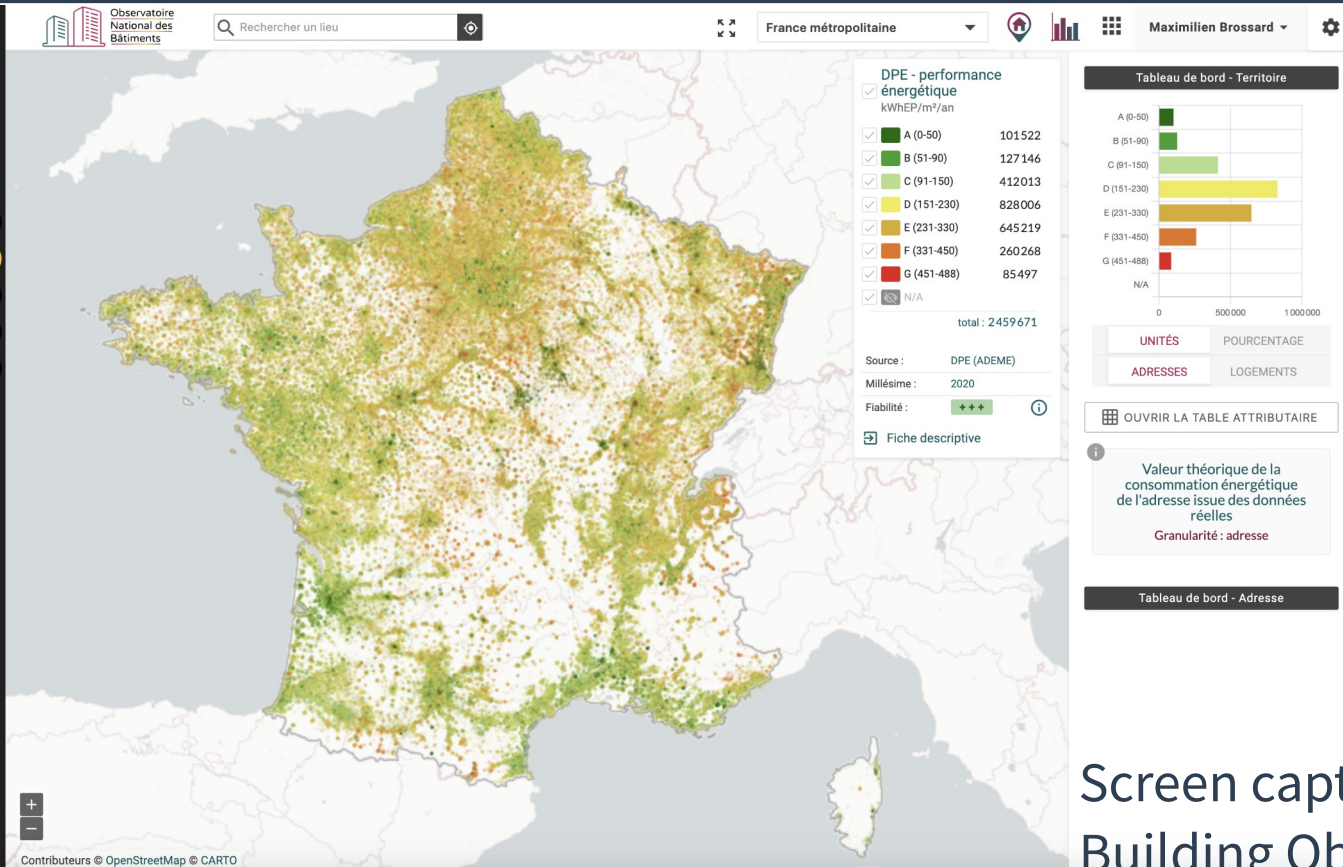 Observatoire
National des
Bâtiments
Rechercher un lieu
France métropolitaine
Maximilien Brossard
DPE - performance
énergétique
kWhEP/m²/an
A (0-50) 101522
B (51-90) 127146
C (91-150) 412013
D (151-230) 828006
E (231-330) 645219
F (331-450) 260268
G (451-488) 85497
N/A
total : 2459671
Source : DPE (ADEME)
Millésime : 2020
Fiabilité : +++
Fiche descriptive
Tableau de bord - Territoire
A (0-50)
B (51-90)
C (91-150)
D (151-230)
E (231-330)
F (331-450)
G (451-488)
N/A
0 500000 1000000
UNITÉS POURCENTAGE
ADRESSES LOGEMENTS
OUVRIR LA TABLE ATTRIBUTAIRE
Valeur théorique de la
consommation énergétique
de l'adresse issue des données
réelles
Granularité : adresse
Tableau de bord - Adresse
+
−
Contributeurs © OpenStreetMap © CARTO
Screen capt
Building Ob